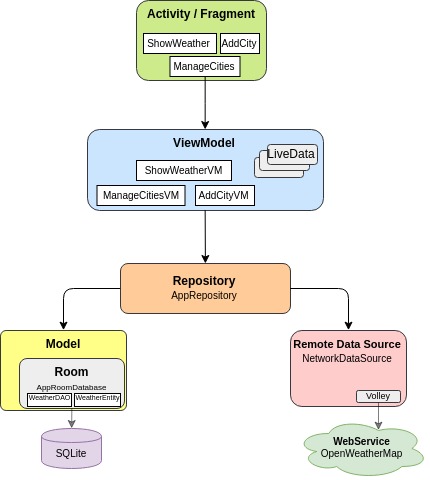 Activity / Fragment
ShowWeather
AddCity
ManageCities
ViewModel
LiveData
ShowWeatherVM
ManageCitiesVM
AddCityVM
Repository
AppRepository
Model
Room
AppRoomDatabase
WeatherDAO
WeatherEntity
SQLite
Remote Data Source
NetworkDataSource
Volley
WebService
OpenWeatherMap